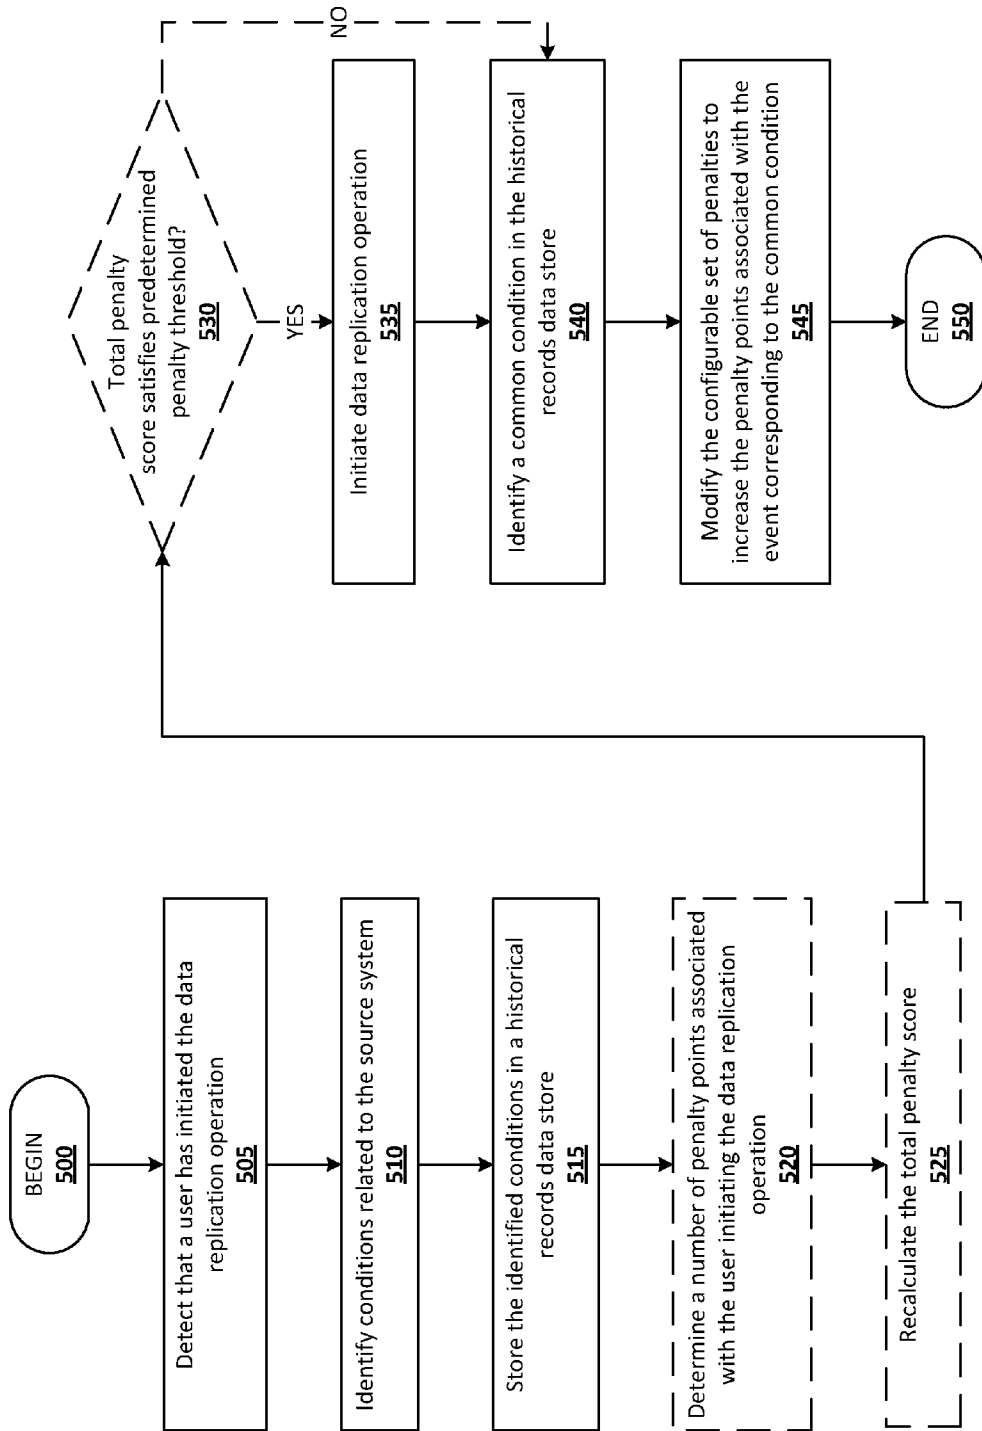 BEGIN
500
Detect that a user has initiated the data
replication operation
505
Identify conditions related to the source system
510
Store the identified conditions in a historical
records data store
515
Determine a number of penalty points associated
with the user initiating the data replication
operation
520
Recalculate the total penalty score
525
Total penalty
score satisfies predetermined
penalty threshold?
530
NO
YES
Initiate data replication operation
535
Identify a common condition in the historical
records data store
540
Modify the configurable set of penalties to
increase the penalty points associated with the
event corresponding to the common condition
545
END
550